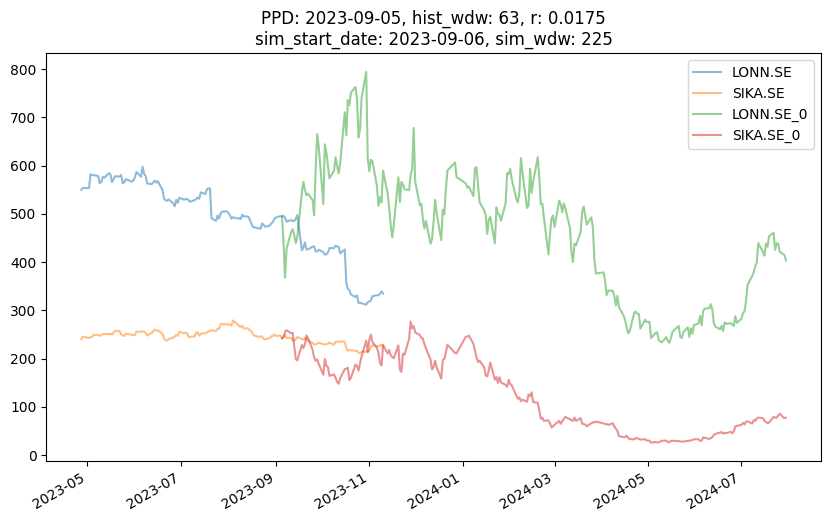 PPD: 2023-09-05, hist_wdw: 63, r: 0.0175
sim_start_date: 2023-09-06, sim_wdw: 225
800
700
600
500
400
300
200
100
0
LONN.SE
SIKA.SE
LONN.SE_0
SIKA.SE_0
2023-05
2023-07
2023-09
2023-11
2024-01
2024-03
2024-05
2024-07